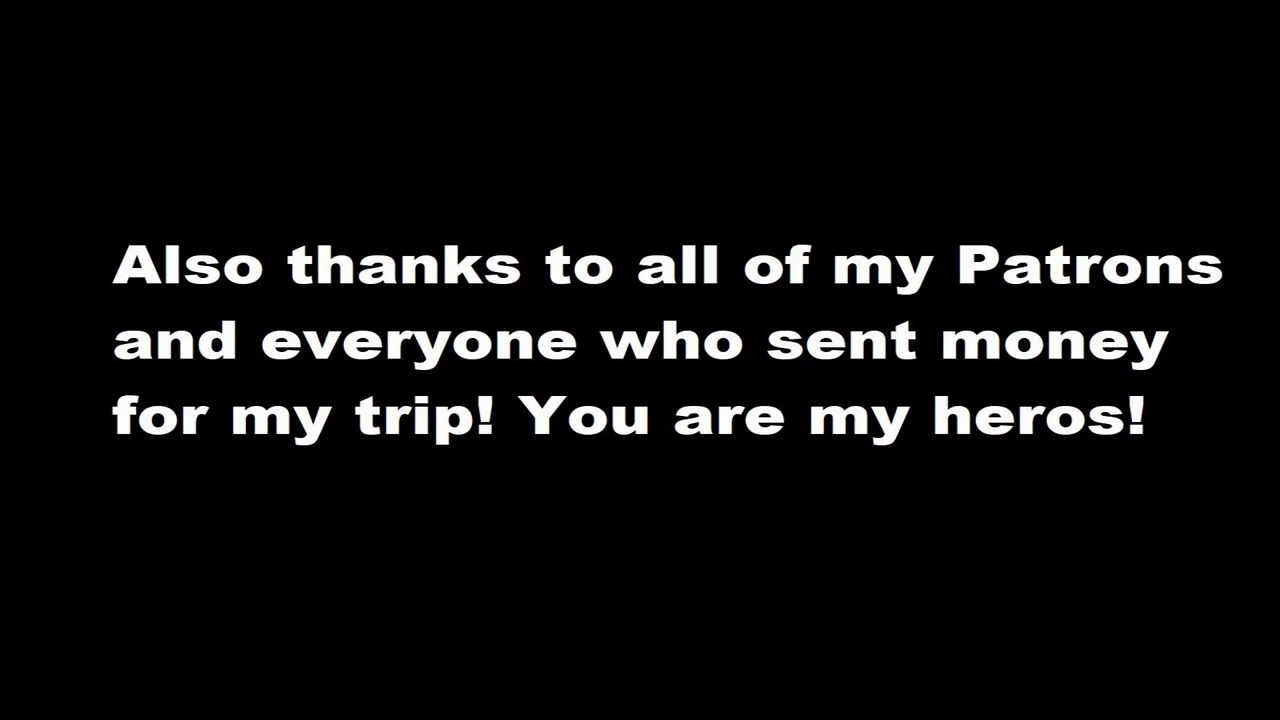 Also thanks to all of my Patrons
and everyone who sent money
for my trip! You are my heros!